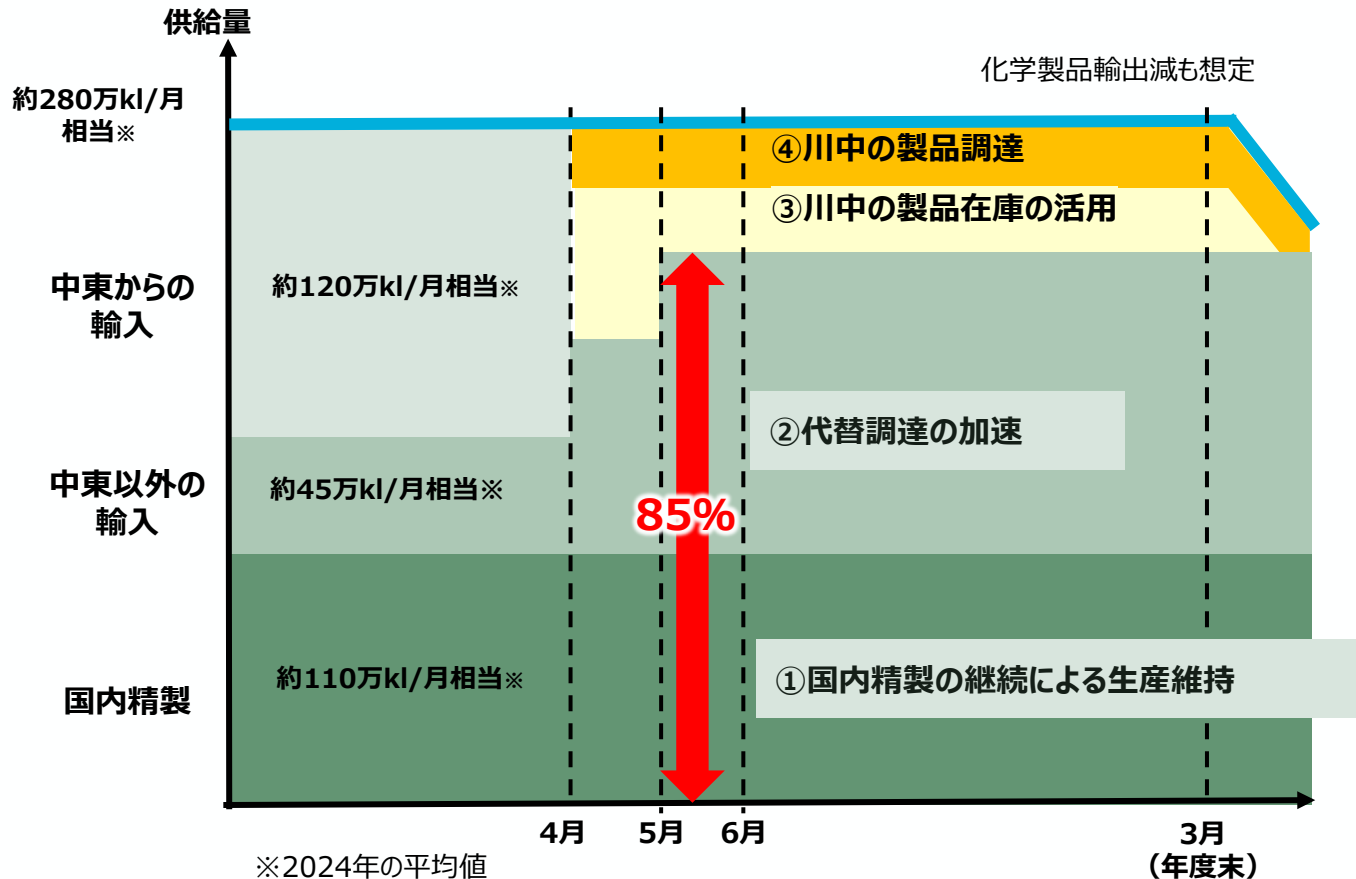 供給量
約280万kl/月
相当※
化学製品輸出減も想定
④川中の製品調達
③川中の製品在庫の活用
中東からの
輸入
約120万kl/月相当※
②代替調達の加速
中東以外の
輸入
約45万kl/月相当※
85%
国内精製
約110万kl/月相当※
①国内精製の継続による生産維持
4月
5月
6月
3月
（年度末）
※2024年の平均値